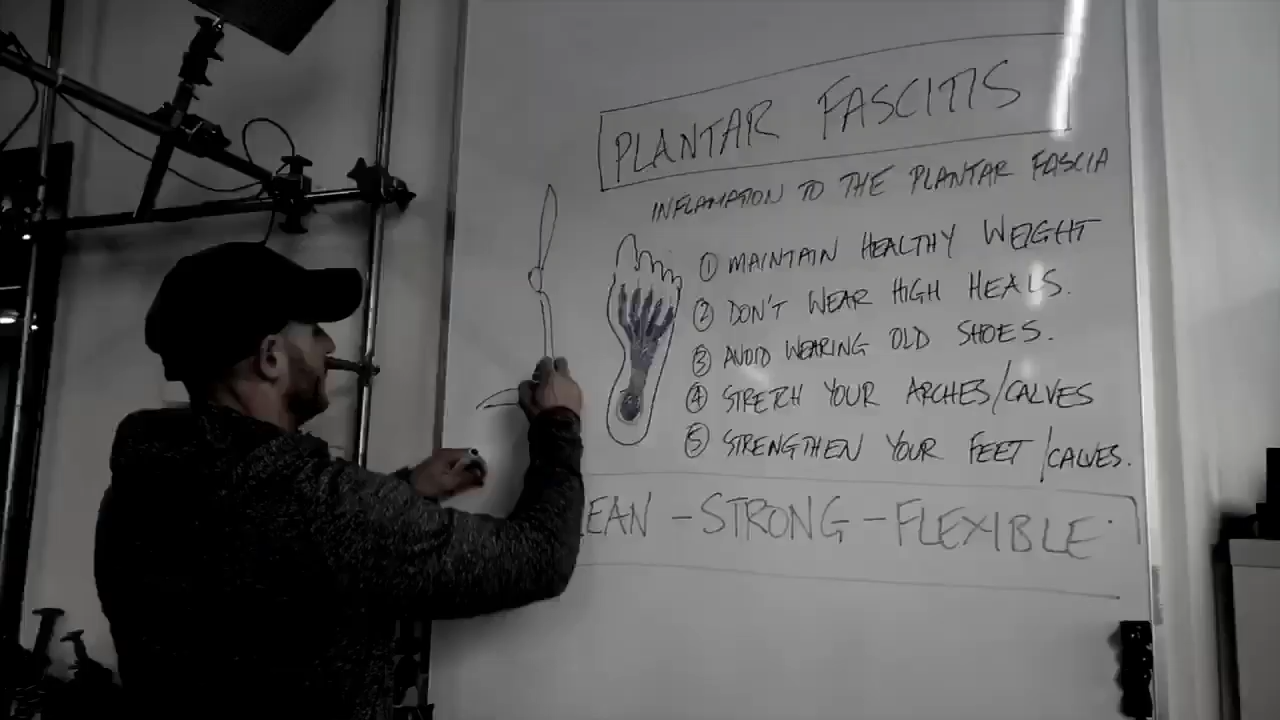 PLANTAR FASCITIS
INFLAMATION TO THE PLANTAR FASCIA
① MAINTAIN HEALTHY WEIGHT
② DON'T WEAR HIGH HEALS.
③ AVOID WEARING OLD SHOES.
④ STRETCH YOUR ARCHES/CALVES
⑤ STRENGTHEN YOUR FEET/CALVES.
EAN - STRONG - FLEXIBLE